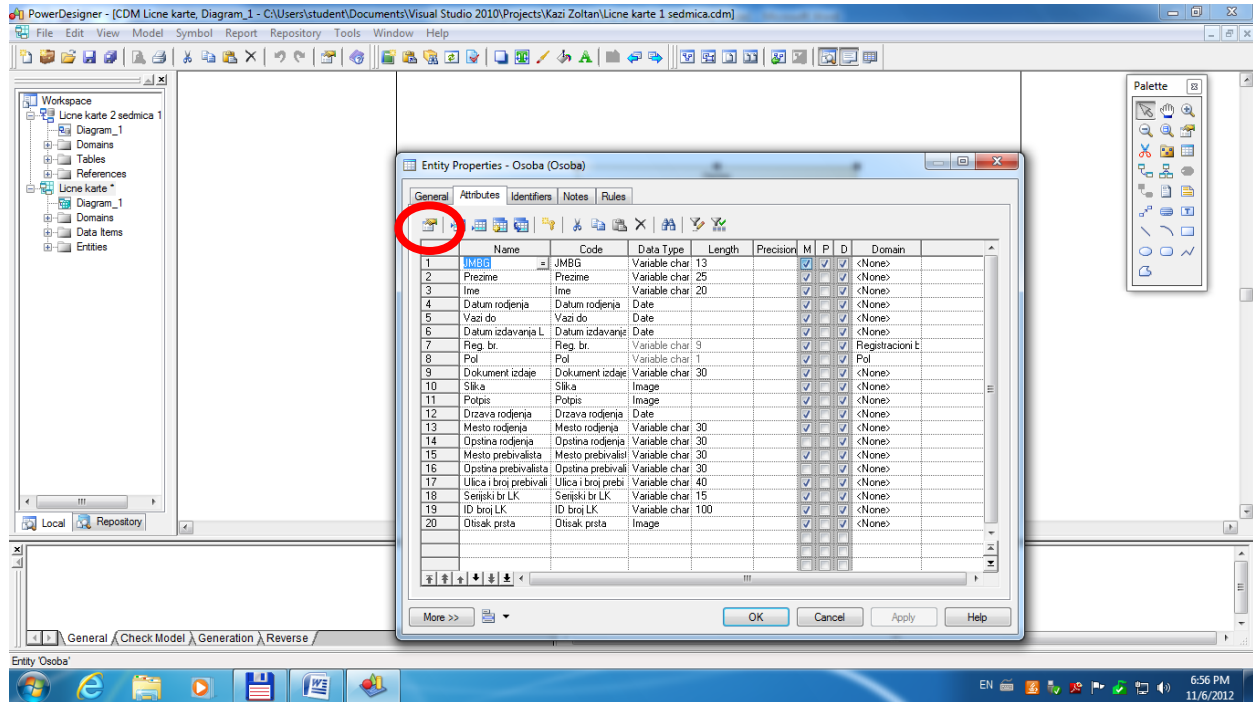 PowerDesigner - [CDM Licne karte, Diagram_1 - C:\Users\student\Documents\Visual Studio 2010\Projects\Kazi Zoltan\Licne karte 1 sedmica.cdm]
File Edit View Model Symbol Report Repository Tools Window Help
Workspace
Licne karte 2 sedmica 1
Diagram_1
Domains
Tables
References
Licne karte *
Diagram_1
Domains
Data Items
Entities
Local Repository
Palette
Entity Properties - Osoba (Osoba)
General Attributes Identifiers Notes Rules
Name Code Data Type Length Precision M P D Domain
1 JMBG = JMBG Variable char 13 <None>
2 Prezime Prezime Variable char 25 <None>
3 Ime Ime Variable char 20 <None>
4 Datum rodjenja Datum rodjenja Date <None>
5 Vazi do Vazi do Date <None>
6 Datum izdavanja L Datum izdavanja Date <None>
7 Reg. br. Reg. br. Variable char 9 Registracioni b
8 Pol Pol Variable char 1 Pol
9 Dokument izdaje Dokument izdaje Variable char 30 <None>
10 Slika Slika Image <None>
11 Potpis Potpis Image <None>
12 Drzava rodjenja Drzava rodjenja Date <None>
13 Mesto rodjenja Mesto rodjenja Variable char 30 <None>
14 Opstina rodjenja Opstina rodjenja Variable char 30 <None>
15 Mesto prebivalista Mesto prebivalist Variable char 30 <None>
16 Opstina prebivalista Opstina prebivali Variable char 30 <None>
17 Ulica i broj prebivali Ulica i broj prebi Variable char 40 <None>
18 Serijski br LK Serijski br LK Variable char 15 <None>
19 ID broj LK ID broj LK Variable char 100 <None>
20 Otisak prsta Otisak prsta Image <None>
More >> OK Cancel Apply Help
General Check Model Generation Reverse
Entity 'Osoba'
EN 6:56 PM
11/6/2012